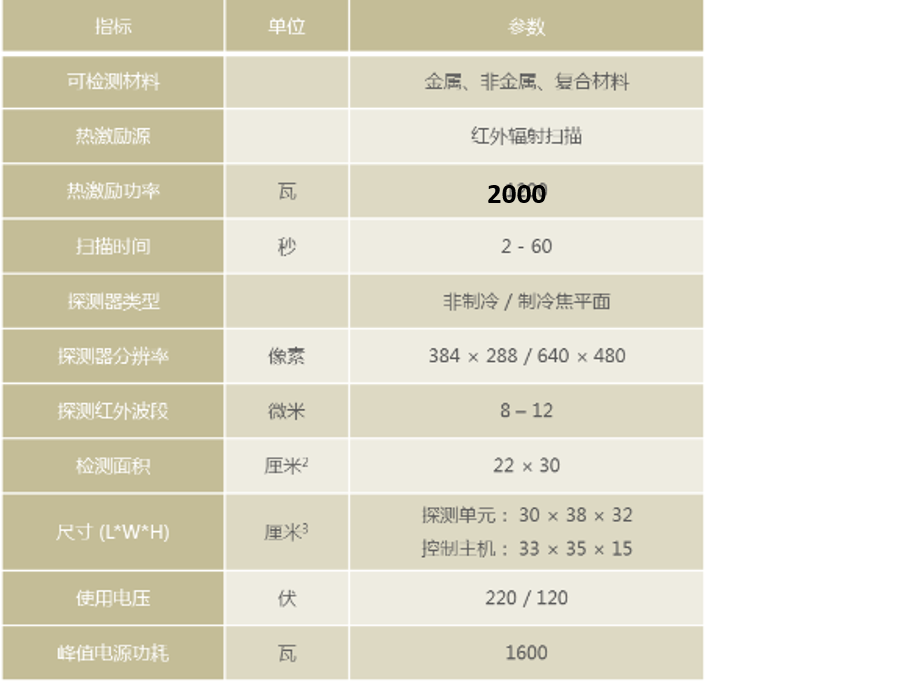 指标 单位 参数
可检测材料 金属、非金属、复合材料
热激励源 红外辐射扫描
热激励功率 瓦 2000
扫描时间 秒 2 - 60
探测器类型 非制冷 / 制冷焦平面
探测器分辨率 像素 384 × 288 / 640 × 480
探测红外波段 微米 8 – 12
检测面积 厘米² 22 × 30
尺寸 (L*W*H) 厘米³ 探测单元： 30 × 38 × 32
控制主机： 33 × 35 × 15
使用电压 伏 220 / 120
峰值电源功耗 瓦 1600